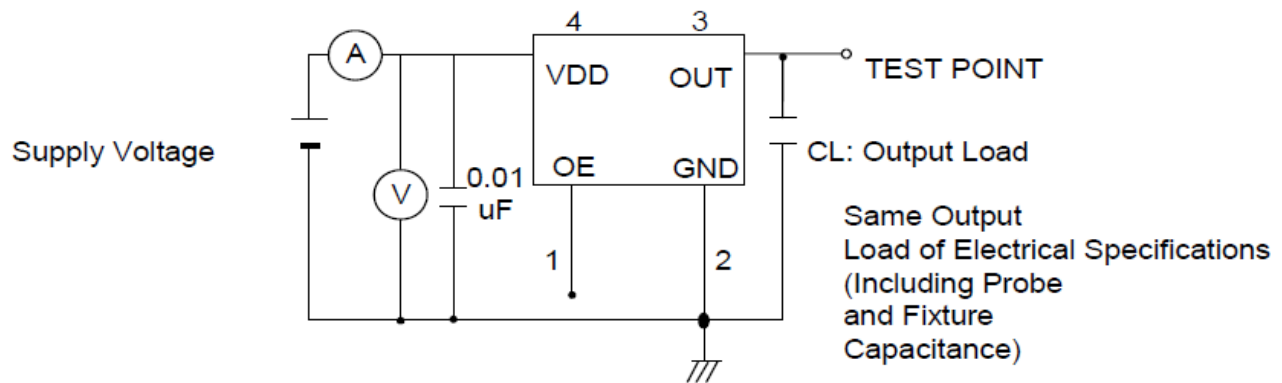 4
3
A
VDD
OUT
TEST POINT
Supply Voltage
CL: Output Load
OE
GND
V
0.01
uF
1
2
Same Output
Load of Electrical Specifications
(Including Probe
and Fixture
Capacitance)